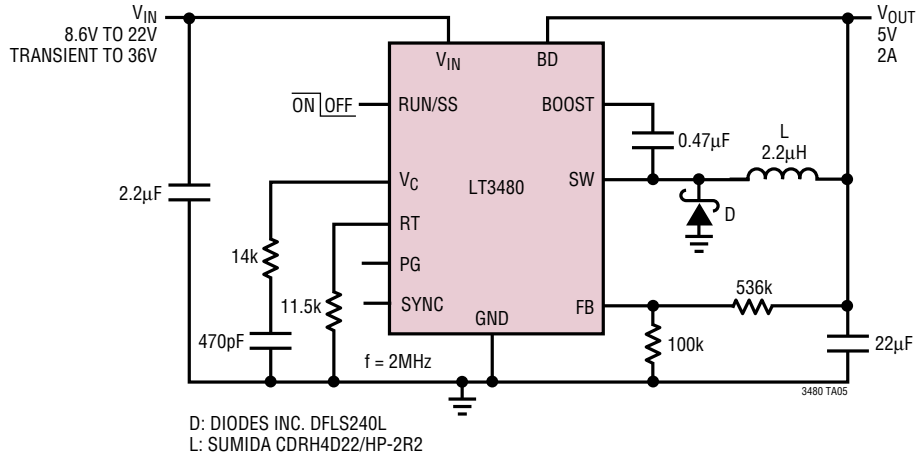 VIN
8.6V TO 22V
TRANSIENT TO 36V
VOUT
5V
2A
VIN
BD
ON OFF
RUN/SS
BOOST
0.47µF
L
2.2µH
VC
LT3480
SW
2.2µF
D
RT
14k
PG
536k
11.5k
SYNC
FB
GND
470pF
100k
22µF
f = 2MHz
3480 TA05
D: DIODES INC. DFLS240L
L: SUMIDA CDRH4D22/HP-2R2